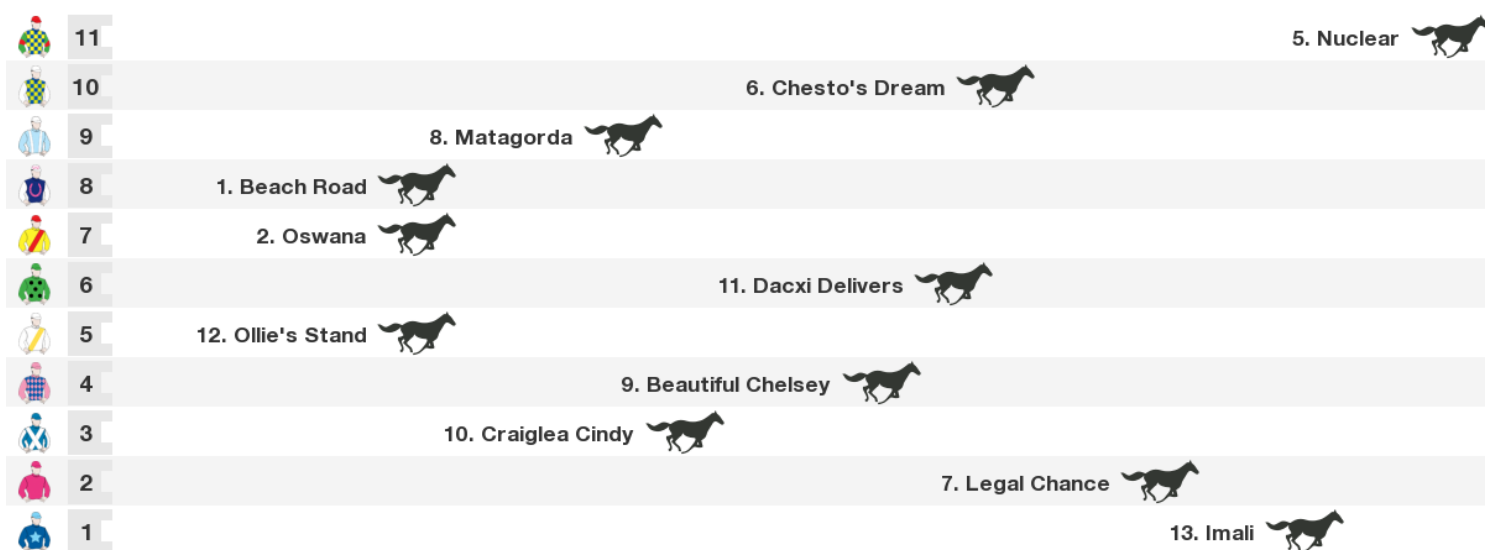 11 5. Nuclear
10 6. Chesto's Dream
9 8. Matagorda
8 1. Beach Road
7 2. Oswana
6 11. Dacxi Delivers
5 12. Ollie's Stand
4 9. Beautiful Chelsey
3 10. Craiglea Cindy
2 7. Legal Chance
1 13. Imali